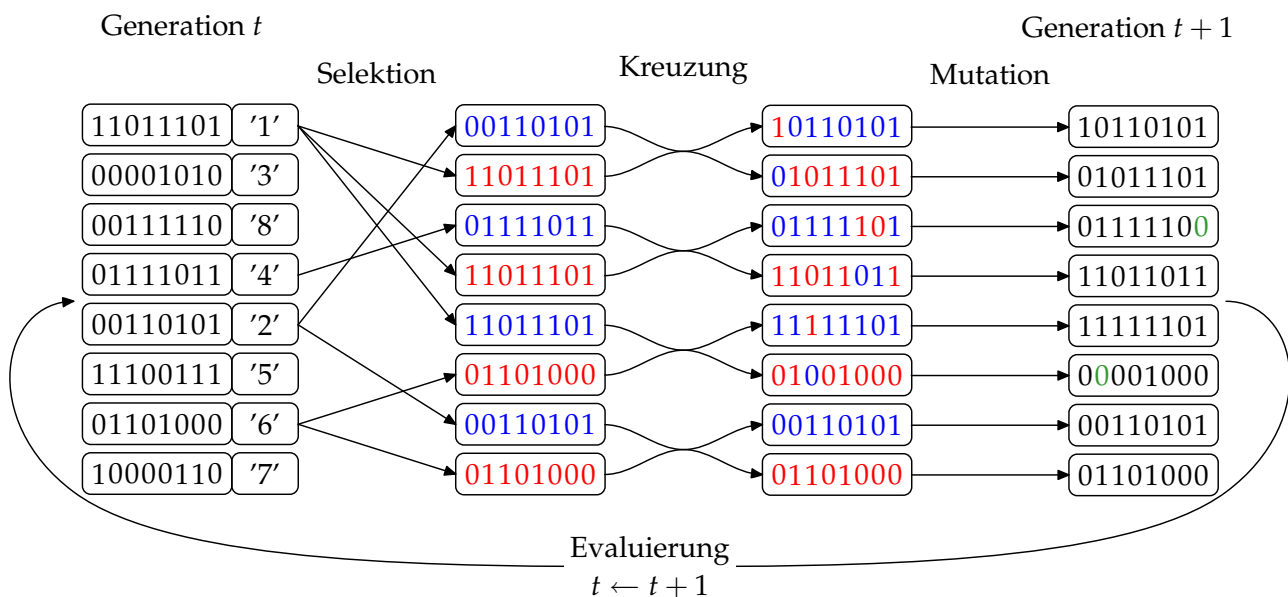 Generation t
Generation t + 1
Selektion
Kreuzung
Mutation
11011101 '1' 00110101 10110101 10110101
00001010 '3' 11011101 01011101 01011101
00111110 '8' 01111011 01111101 01111100
01111011 '4' 11011101 11011011 11011011
00110101 '2' 11011101 11111101 11111101
11100111 '5' 01101000 01001000 00001000
01101000 '6' 00110101 00110101 00110101
10000110 '7' 01101000 01101000 01101000
Evaluierung
t ← t + 1